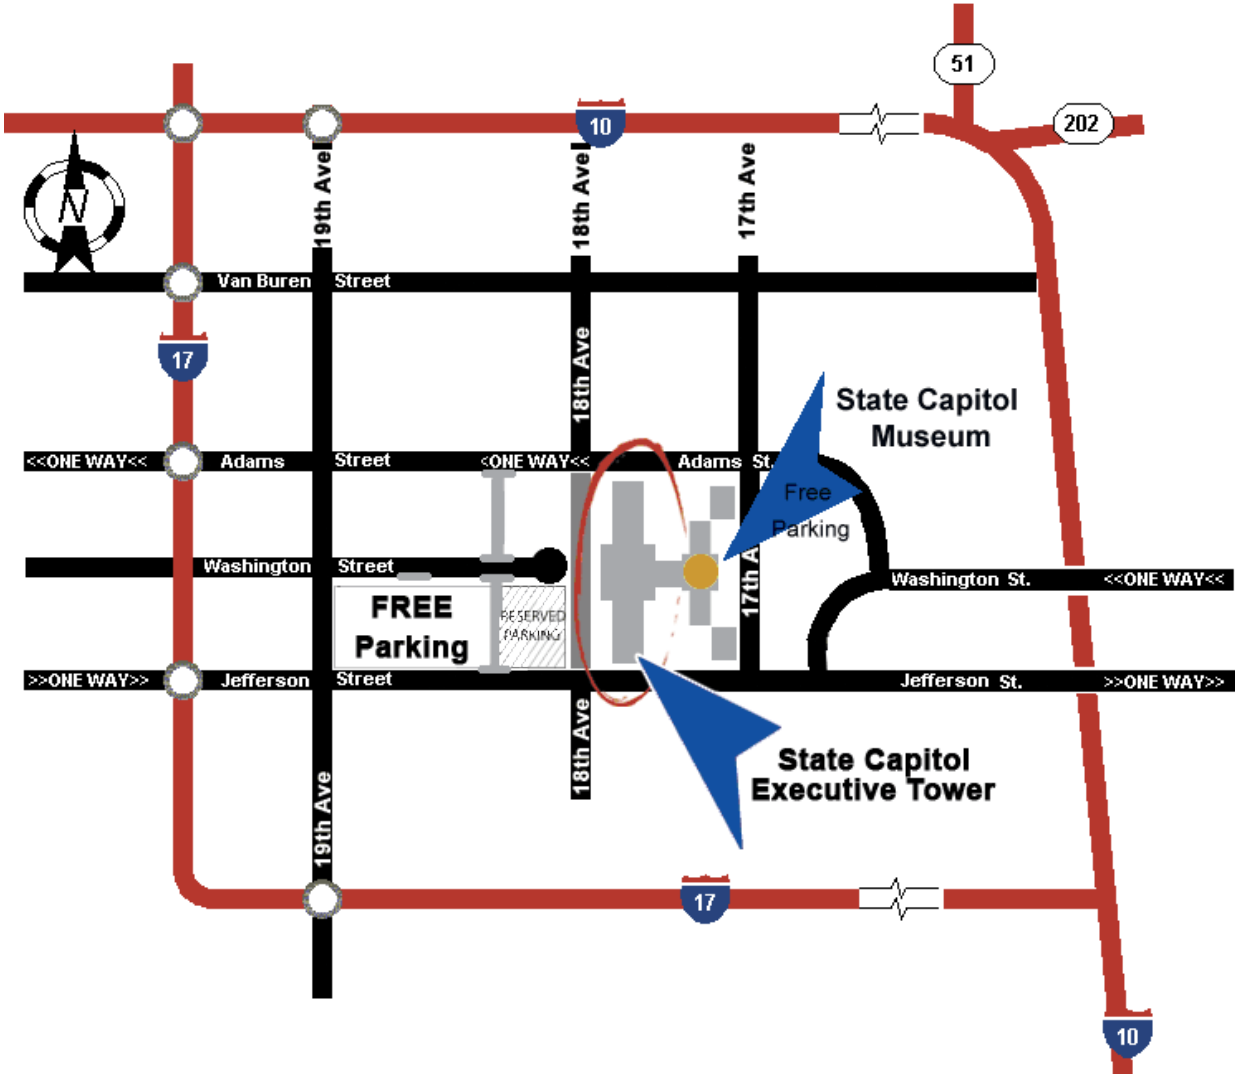 51
10
202
19th Ave
18th Ave
17th Ave
N
Van Buren Street
17
18th Ave
State Capitol
Museum
<<ONE WAY<< Adams Street <ONE WAY<< Adams St.
Free
Parking
Washington Street
17th A
Washington St. <<ONE WAY<<
FREE
Parking
RESERVED
PARKING
>>ONE WAY>> Jefferson Street Jefferson St. >>ONE WAY>>
18th Ave
State Capitol
Executive Tower
19th Ave
17
10